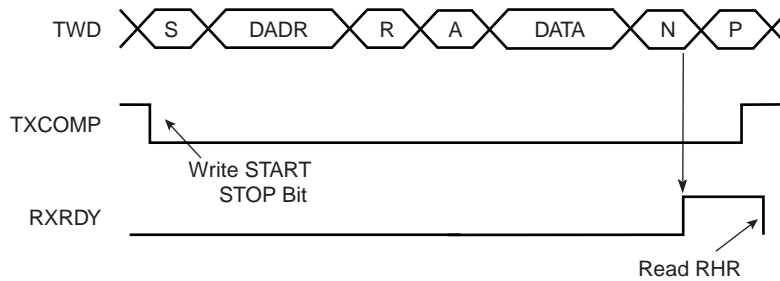 TWD S DADR R A DATA N P
TXCOMP
Write START
STOP Bit
RXRDY
Read RHR